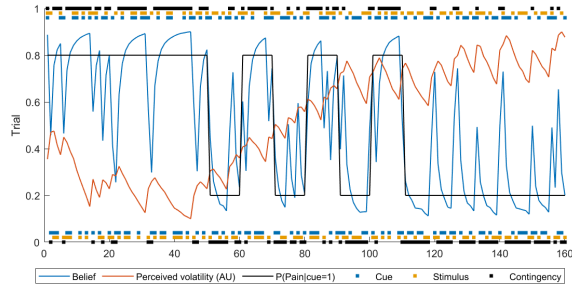 1
0.8
0.6
0.4
0.2
0
Trial
0 20 40 60 80 100 120 140 160
Belief Perceived volatility (AU) P(Pain|cue=1) Cue Stimulus Contingency